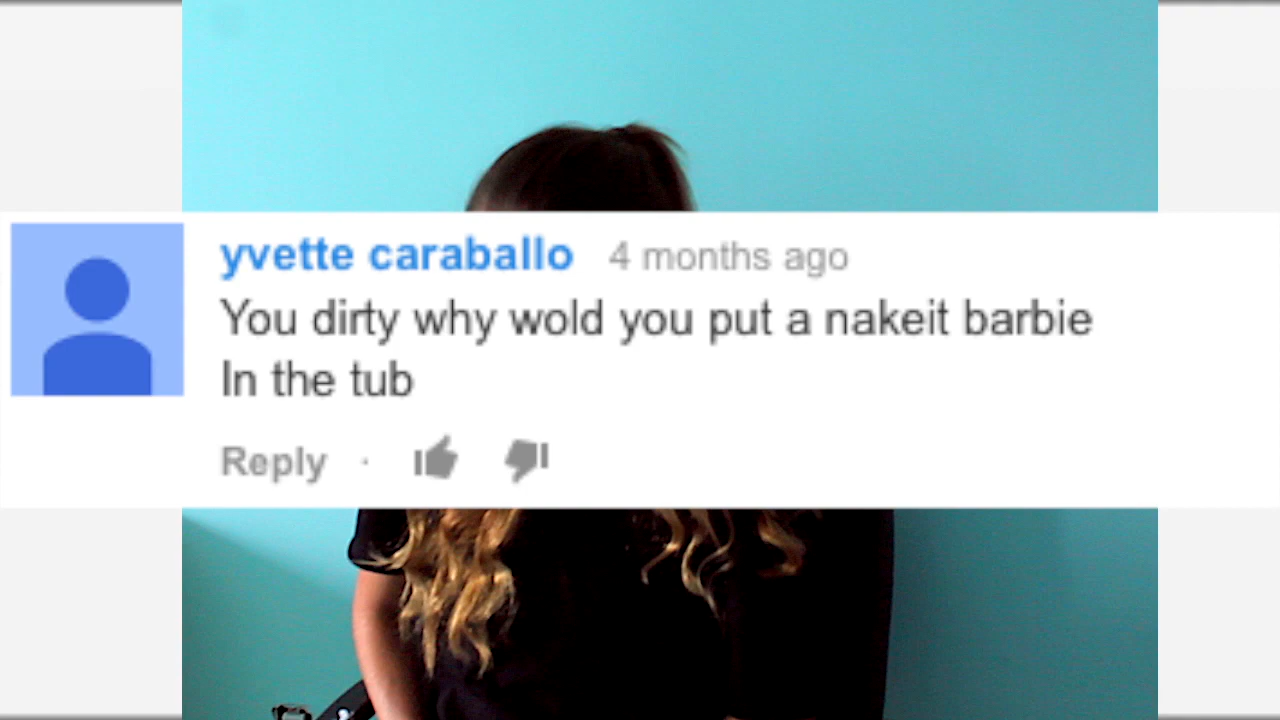 yvette caraballo 4 months ago
You dirty why wold you put a nakeit barbie
In the tub
Reply ·